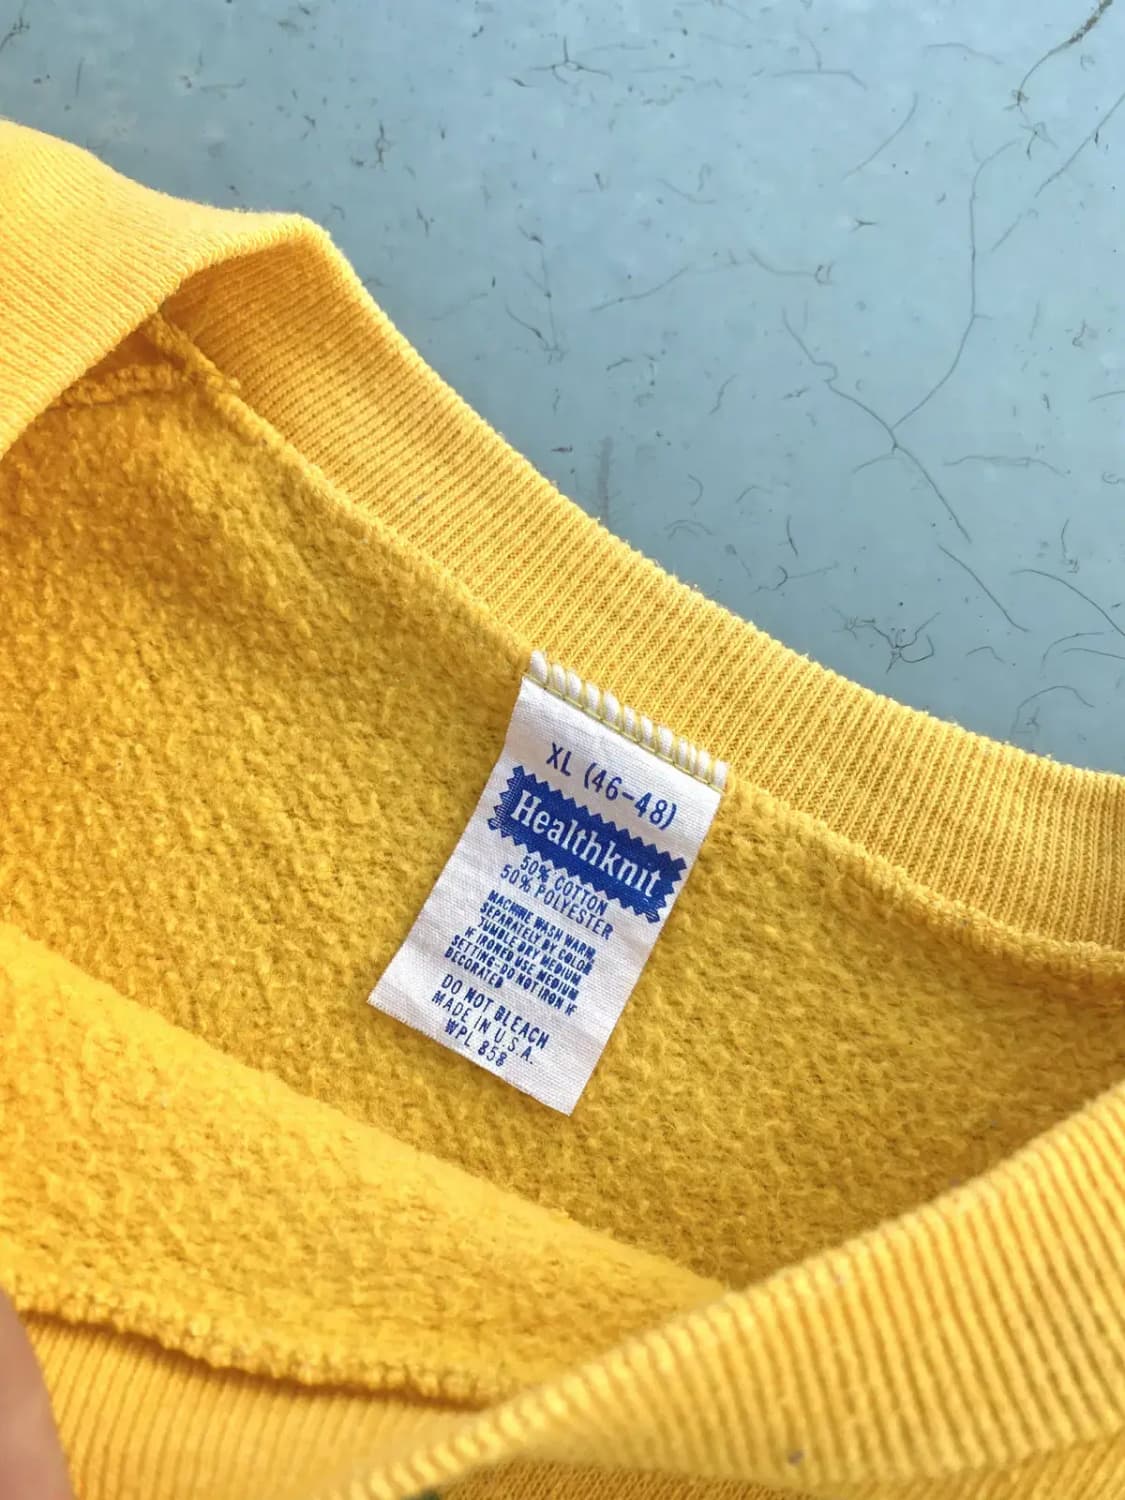 XL (46-48)
Healthknit
50% COTTON
50% POLYESTER
MACHINE WASH WARM,
SEPARATELY BY COLOR
TUMBLE DRY MEDIUM
IF IRONED USE MEDIUM
SETTING-DO NOT IRON IF
DECORATED
DO NOT BLEACH
MADE IN U.S.A.
WPL 858